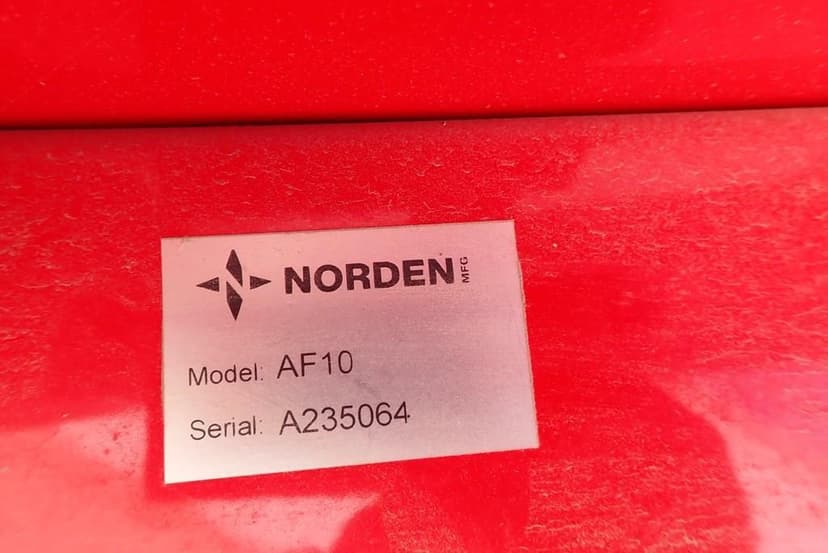 NORDEN MFG
Model: AF10
Serial: A235064